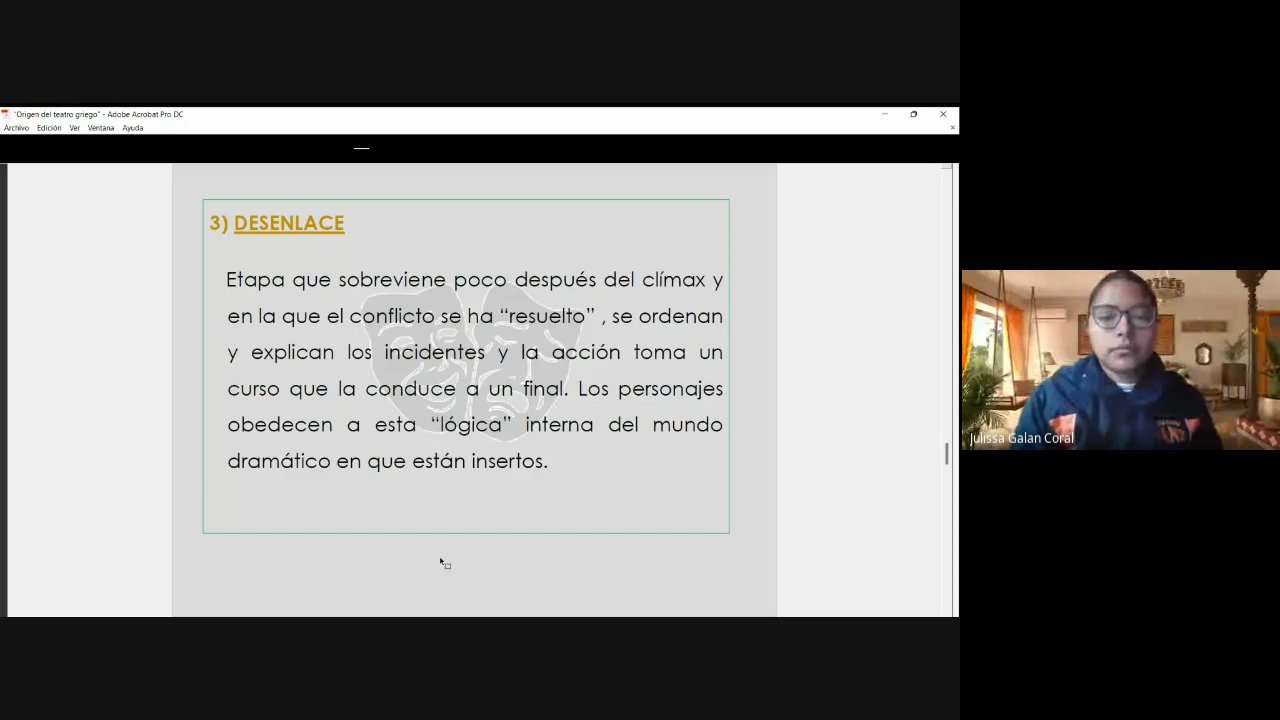 "Origen del teatro griego" - Adobe Acrobat Pro DC
Archivo Edición Ver Ventana Ayuda
3) DESENLACE
Etapa que sobreviene poco después del clímax y
en la que el conflicto se ha “resuelto” , se ordenan
y explican los incidentes y la acción toma un
curso que la conduce a un final. Los personajes
obedecen a esta “lógica” interna del mundo
dramático en que están insertos.
Julissa Galan Coral